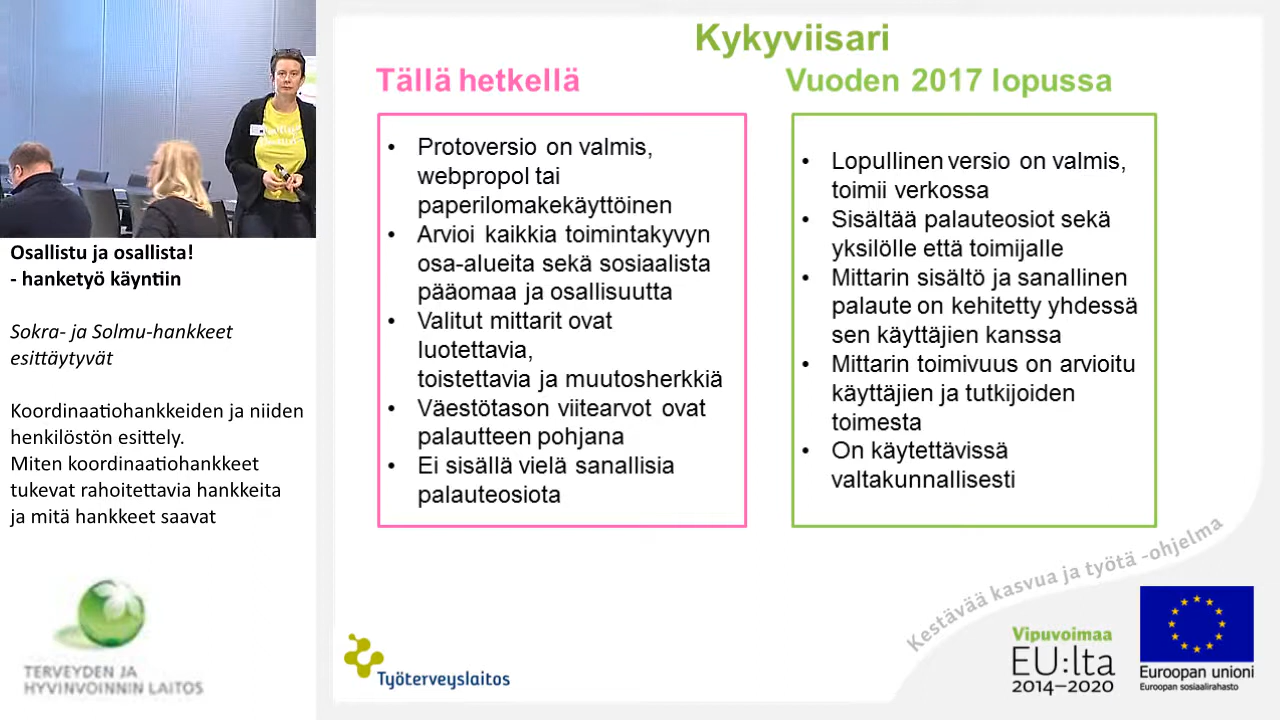 Osallistu ja osallista!
- hanketyö käyntiin
Sokra- ja Solmu-hankkeet
esittäytyvät
Koordinaatiohankkeiden ja niiden
henkilöstön esittely.
Miten koordinaatiohankkeet
tukevat rahoitettavia hankkeita
ja mitä hankkeet saavat
TERVEYDEN JA
HYVINVOINNIN LAITOS
Kykyviisari
Tällä hetkellä
• Protoversio on valmis,
webpropol tai
paperilomakekäyttöinen
• Arvioi kaikkia toimintakyvyn
osa-alueita sekä sosiaalista
pääomaa ja osallisuutta
• Valitut mittarit ovat
luotettavia,
toistettavia ja muutosherkkiä
• Väestötason viitearvot ovat
palautteen pohjana
• Ei sisällä vielä sanallisia
palauteosiota
Vuoden 2017 lopussa
• Lopullinen versio on valmis,
toimii verkossa
• Sisältää palauteosiot sekä
yksilölle että toimijalle
• Mittarin sisältö ja sanallinen
palaute on kehitetty yhdessä
sen käyttäjien kanssa
• Mittarin toimivuus on arvioitu
käyttäjien ja tutkijoiden
toimesta
• On käytettävissä
valtakunnallisesti
Kestävää kasvua ja työtä -ohjelma
Työterveyslaitos
Vipuvoimaa
EU:lta
2014–2020
Euroopan unioni
Euroopan sosiaalirahasto